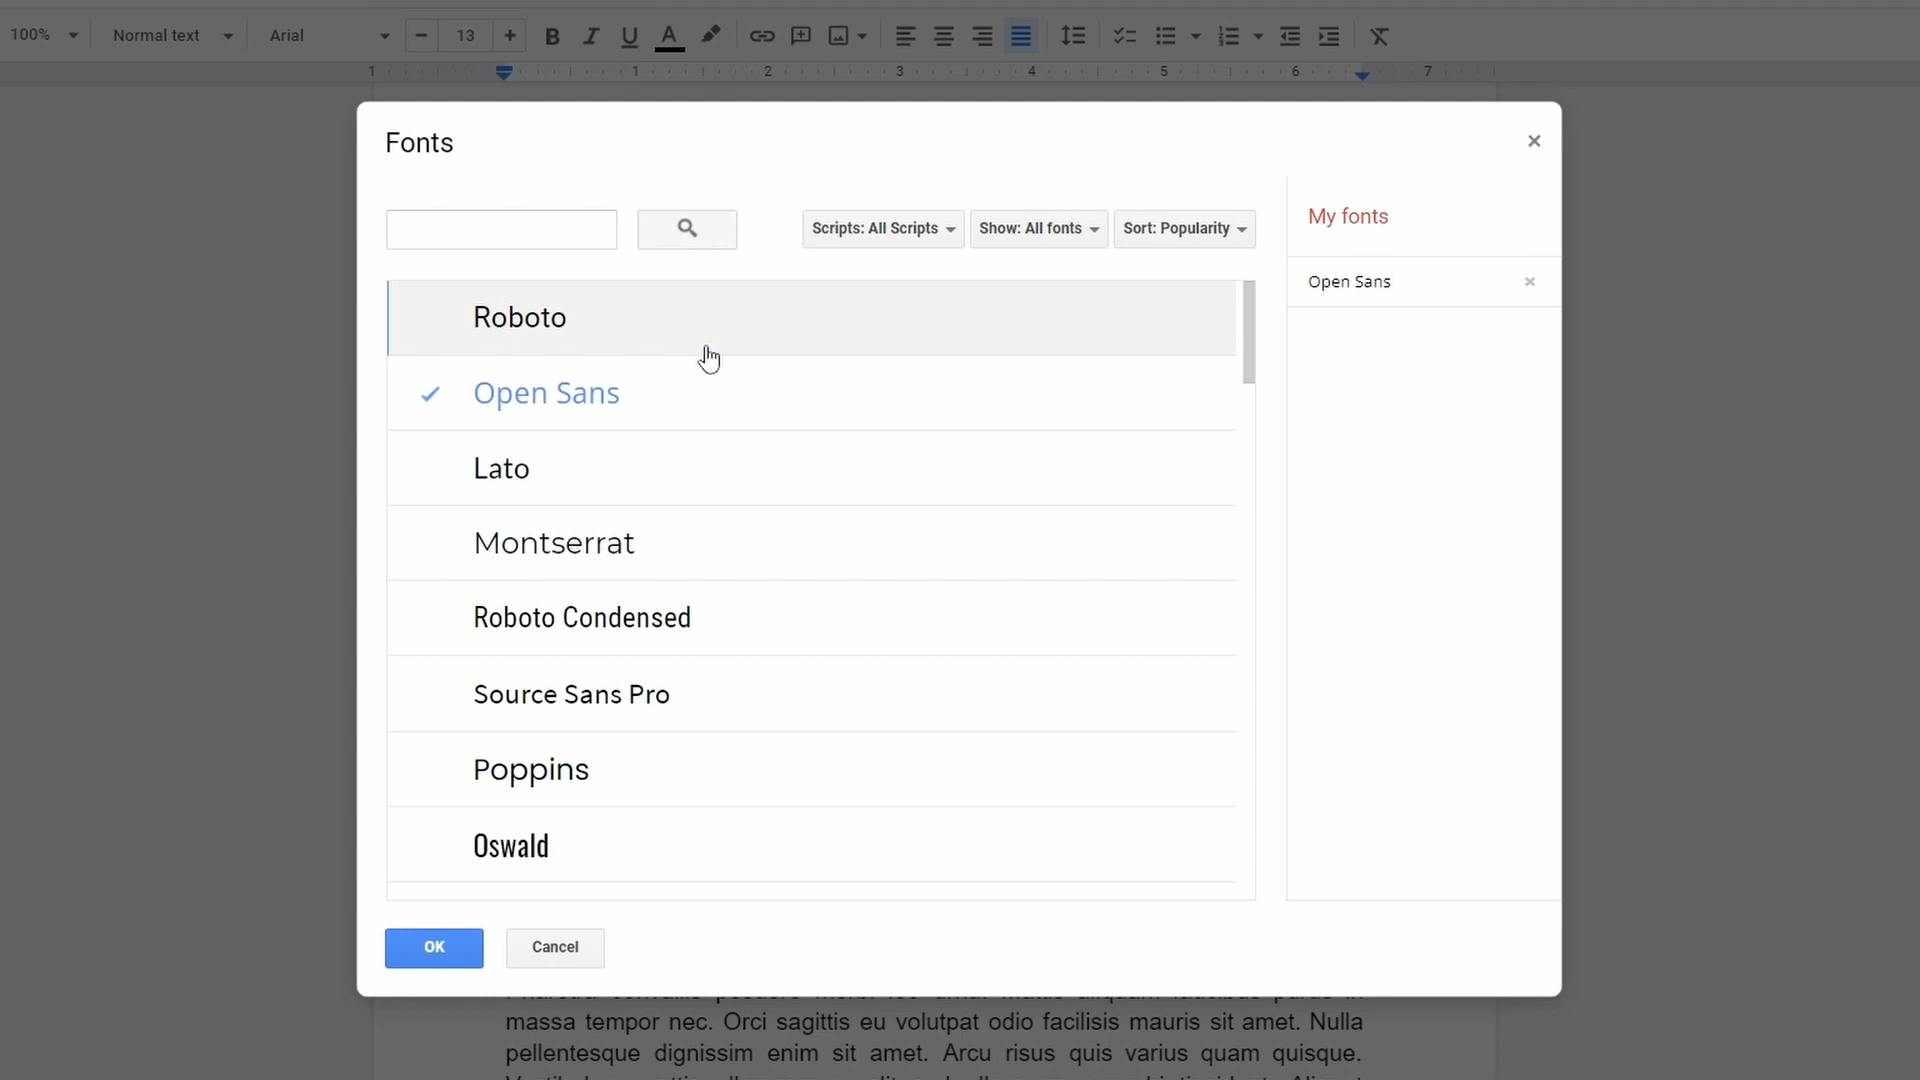 100% Normal text Arial 13
1 1 2 3 4 5 6 7
Fonts
Scripts: All Scripts Show: All fonts Sort: Popularity
My fonts
Open Sans
Roboto
Open Sans
Lato
Montserrat
Roboto Condensed
Source Sans Pro
Poppins
Oswald
OK Cancel
massa tempor nec. Orci sagittis eu volutpat odio facilisis mauris sit amet. Nulla
pellentesque dignissim enim sit amet. Arcu risus quis varius quam quisque.